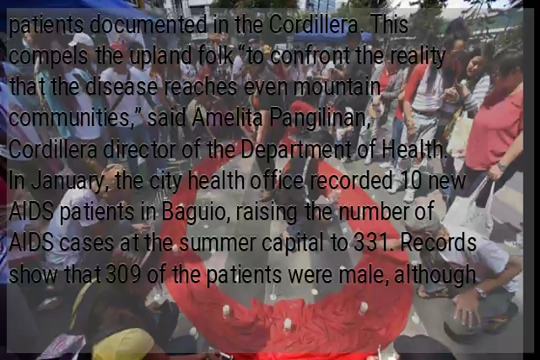 patients documented in the Cordillera. This
compels the upland folk “to confront the reality
that the disease reaches even mountain
communities,” said Amelita Pangilinan,
Cordillera director of the Department of Health.
In January, the city health office recorded 10 new
AIDS patients in Baguio, raising the number of
AIDS cases at the summer capital to 331. Records
show that 309 of the patients were male, although